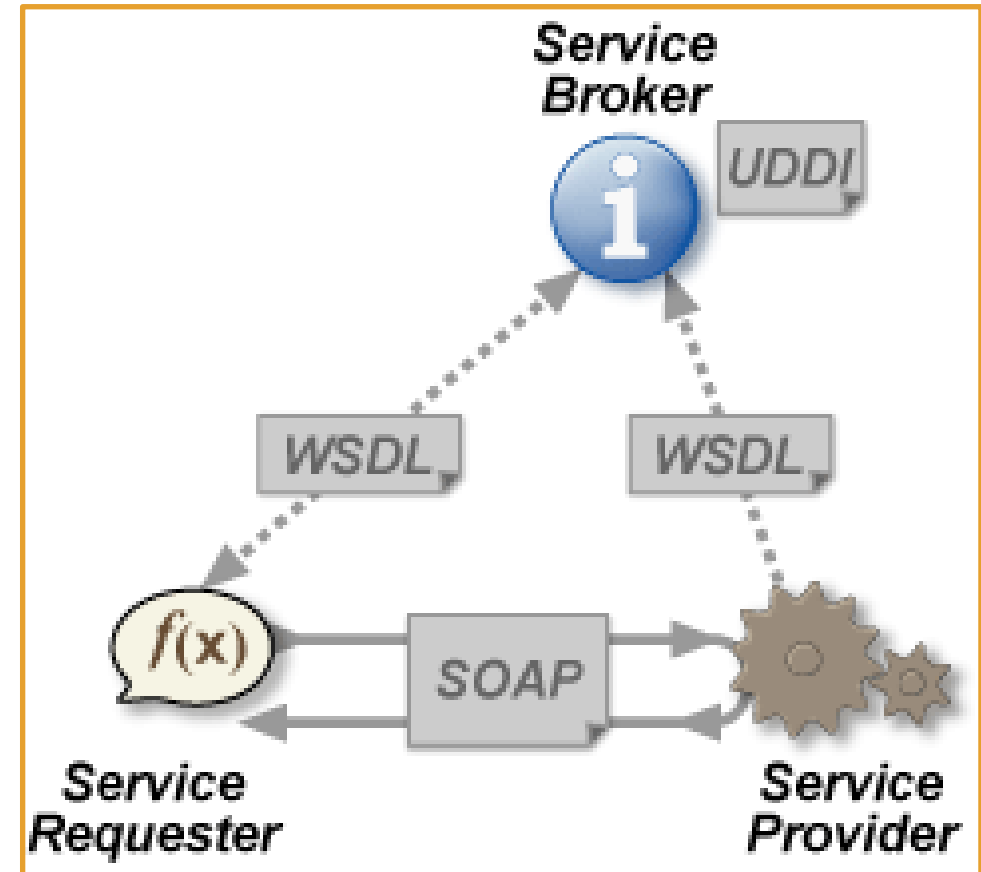 Service
Broker
UDDI
i
WSDL
WSDL
f(x)
SOAP
Service
Requester
Service
Provider